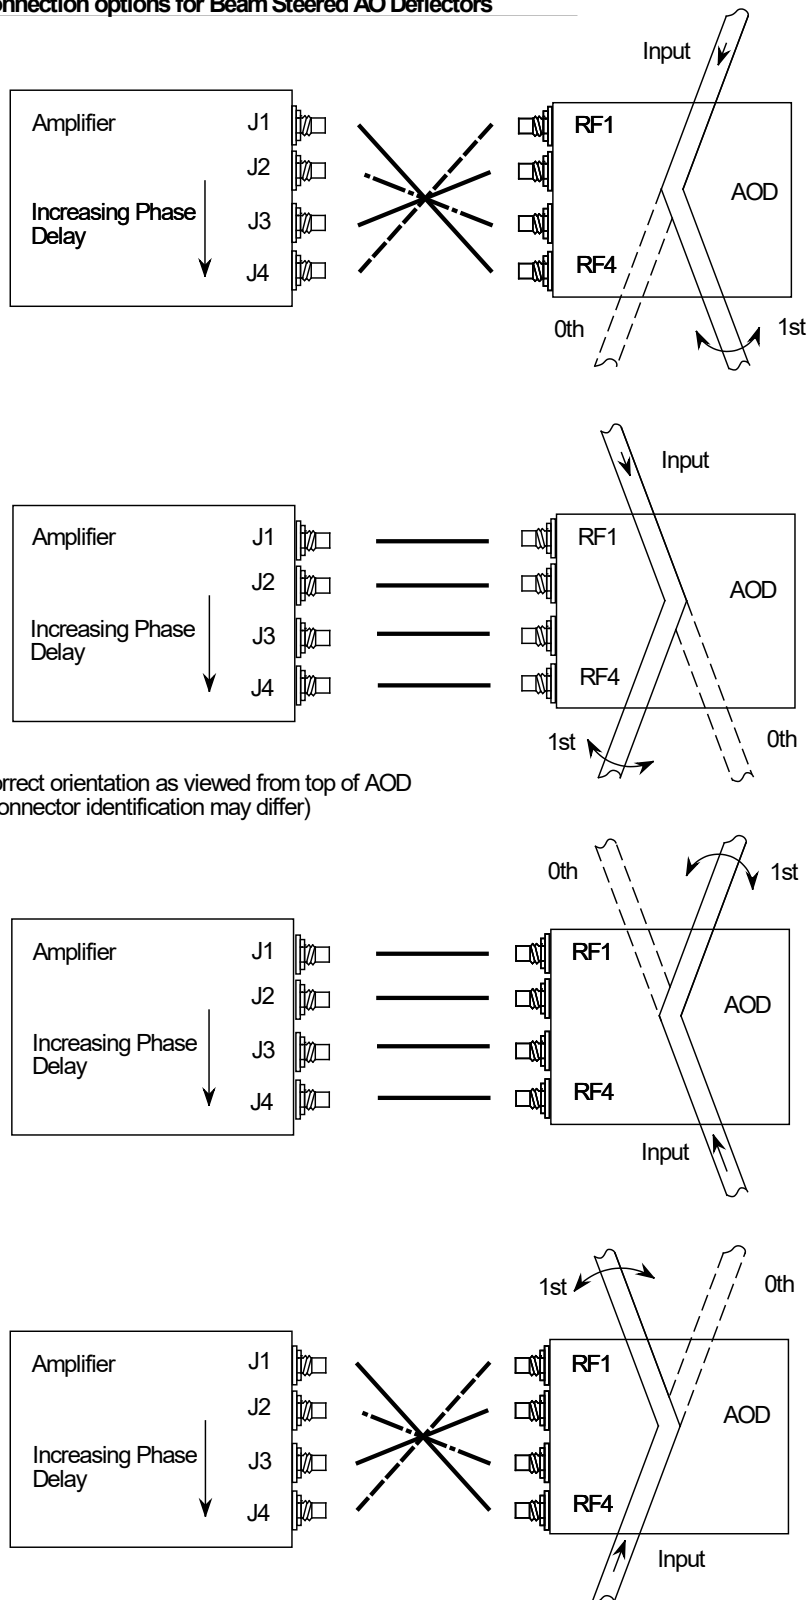 onnection options for Beam Steered AO Deflectors
Input
Amplifier
J1
RF1
J2
AOD
Increasing Phase
Delay
J3
J4
RF4
0th
1st
Input
Amplifier
J1
RF1
J2
AOD
Increasing Phase
Delay
J3
J4
RF4
1st
0th
orrect orientation as viewed from top of AOD
onnector identification may differ)
0th
1st
Amplifier
J1
RF1
J2
AOD
Increasing Phase
Delay
J3
J4
RF4
Input
1st
0th
Amplifier
J1
RF1
J2
AOD
Increasing Phase
Delay
J3
J4
RF4
Input